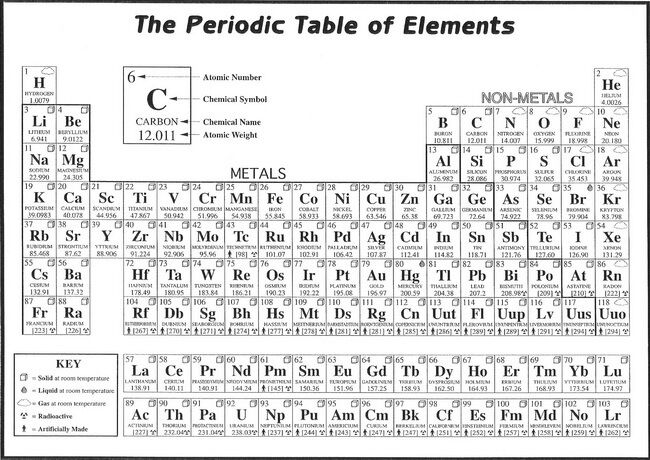 The Periodic Table of Elements
1 2
H He
HYDROGEN HELIUM
1.0079 4.0026
6 Atomic Number
C Chemical Symbol
CARBON Chemical Name
12.011 Atomic Weight
NON-METALS
3 4 5 6 7 8 9 10
Li Be B C N O F Ne
LITHIUM BERYLLIUM BORON CARBON NITROGEN OXYGEN FLUORINE NEON
6.941 9.0122 10.811 12.011 14.007 15.999 18.998 20.180
11 12 13 14 15 16 17 18
Na Mg Al Si P S Cl Ar
SODIUM MAGNESIUM ALUMINUM SILICON PHOSPHORUS SULFUR CHLORINE ARGON
22.990 24.305 26.982 28.086 30.974 32.065 35.453 39.948
METALS
19 20 21 22 23 24 25 26 27 28 29 30 31 32 33 34 35 36
K Ca Sc Ti V Cr Mn Fe Co Ni Cu Zn Ga Ge As Se Br Kr
POTASSIUM CALCIUM SCANDIUM TITANIUM VANADIUM CHROMIUM MANGANESE IRON COBALT NICKEL COPPER ZINC GALLIUM GERMANIUM ARSENIC SELENIUM BROMINE KRYPTON
39.0983 40.078 44.956 47.867 50.942 51.996 54.938 55.845 58.933 58.693 63.546 65.38 69.723 72.64 74.922 78.96 79.904 83.798
37 38 39 40 41 42 43 44 45 46 47 48 49 50 51 52 53 54
Rb Sr Y Zr Nb Mo Tc Ru Rh Pd Ag Cd In Sn Sb Te I Xe
RUBIDIUM STRONTIUM YTTRIUM ZIRCONIUM NIOBIUM MOLYBDENUM TECHNETIUM RUTHENIUM RHODIUM PALLADIUM SILVER CADMIUM INDIUM TIN ANTIMONY TELLURIUM IODINE XENON
85.468 87.62 88.906 91.224 92.906 95.96 [98] 101.07 102.91 106.42 107.87 112.41 114.82 118.71 121.76 127.60 126.90 131.29
55 56 72 73 74 75 76 77 78 79 80 81 82 83 84 85 86
Cs Ba Hf Ta W Re Os Ir Pt Au Hg Tl Pb Bi Po At Rn
CESIUM BARIUM HAFNIUM TANTALUM TUNGSTEN RHENIUM OSMIUM IRIDIUM PLATINUM GOLD MERCURY THALLIUM LEAD BISMUTH POLONIUM ASTATINE RADON
132.91 137.32 178.49 180.95 183.84 186.21 190.23 192.22 195.08 196.97 200.59 204.38 207.2 208.98 [209] [210] [222]
87 88 104 105 106 107 108 109 110 111 112 113 114 115 116 117 118
Fr Ra Rf Db Sg Bh Hs Mt Ds Rg Cn Uut Fl Uup Lv Uus Uuo
FRANCIUM RADIUM RUTHERFORDIUM DUBNIUM SEABORGIUM BOHRIUM HASSIUM MEITNERIUM DARMSTADTIUM ROENTGENIUM COPERNICIUM UNUNTRIUM FLEROVIUM UNUNPENTIUM LIVERMORIUM UNUNSEPTIUM UNUNOCTIUM
[223] [226]
KEY
= Solid at room temperature
= Liquid at room temperature
= Gas at room temperature
= Radioactive
= Artificially Made
57 58 59 60 61 62 63 64 65 66 67 68 69 70 71
La Ce Pr Nd Pm Sm Eu Gd Tb Dy Ho Er Tm Yb Lu
LANTHANUM CERIUM PRASEODYMIUM NEODYMIUM PROMETHIUM SAMARIUM EUROPIUM GADOLINIUM TERBIUM DYSPROSIUM HOLMIUM ERBIUM THULIUM YTTERBIUM LUTETIUM
138.91 140.11 140.91 144.24 [145] 150.36 151.96 157.25 158.93 162.50 164.93 167.26 168.93 173.54 174.97
89 90 91 92 93 94 95 96 97 98 99 100 101 102 103
Ac Th Pa U Np Pu Am Cm Bk Cf Es Fm Md No Lr
ACTINIUM THORIUM PROTACTINIUM URANIUM NEPTUNIUM PLUTONIUM AMERICIUM CURIUM BERKELIUM CALIFORNIUM EINSTEINIUM FERMIUM MENDELEVIUM NOBELIUM LAWRENCIUM
[227] 232.04 231.04 238.03 [237] [244] [243] [247] [247] [251] [252] [257] [258] [259] [262]